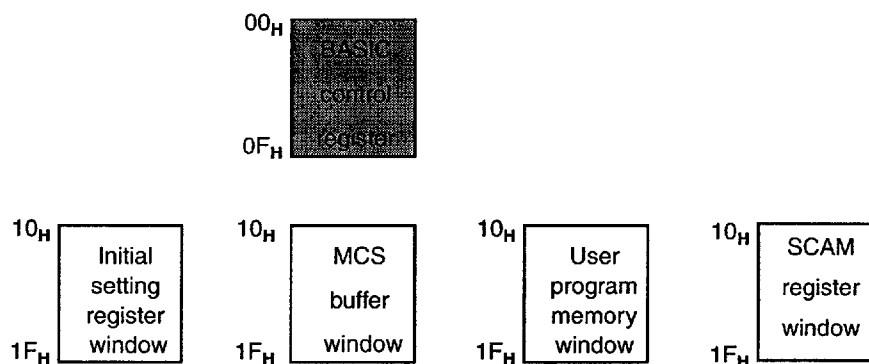 00H
BASIC
control
register
0FH
10H
Initial
setting
register
window
1FH
10H
MCS
buffer
window
1FH
10H
User
program
memory
window
1FH
10H
SCAM
register
window
1FH